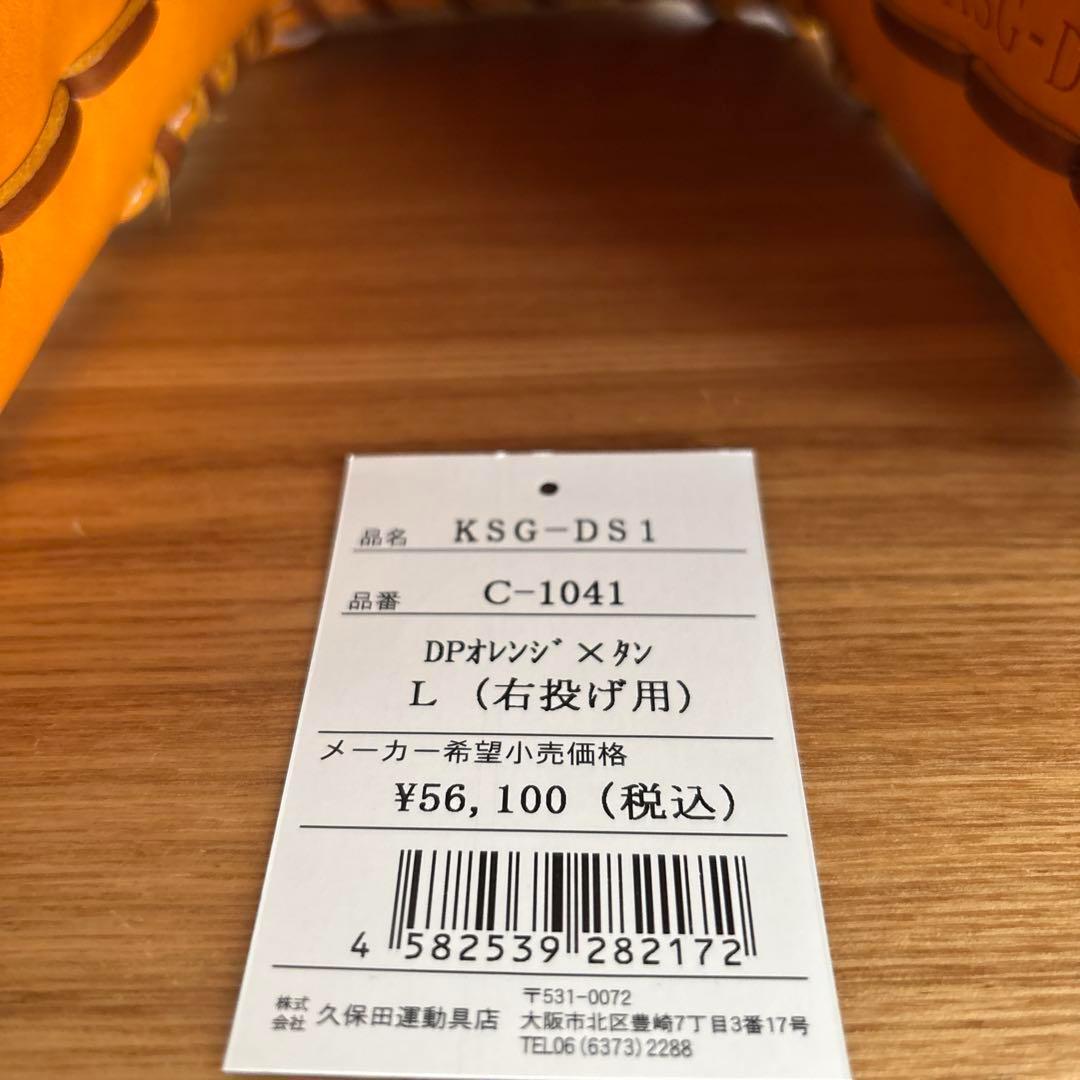 KSG-D
品名 KSG-DS1
品番 C-1041
DPオレンジ×タン
L (右投げ用)
メーカー希望小売価格
¥56,100 (税込)
4 582539 282172
株式会社 久保田運動具店
〒531-0072
大阪市北区豊崎7丁目3番17号
TEL06(6373)2288